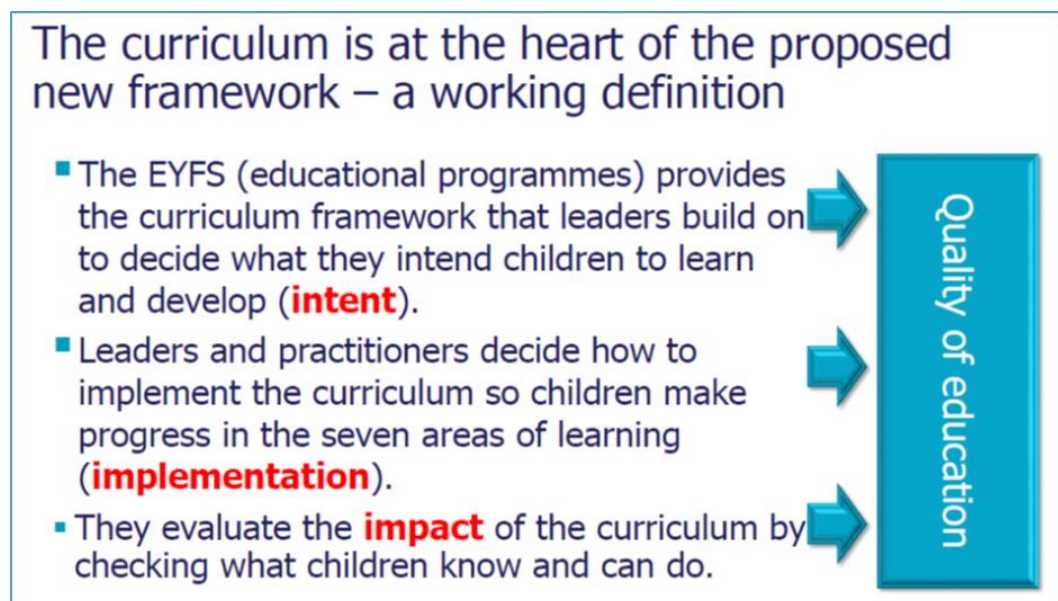 The curriculum is at the heart of the proposed
new framework – a working definition
▪ The EYFS (educational programmes) provides
the curriculum framework that leaders build on
to decide what they intend children to learn
and develop (intent).
▪ Leaders and practitioners decide how to
implement the curriculum so children make
progress in the seven areas of learning
(implementation).
▪ They evaluate the impact of the curriculum by
checking what children know and can do.
Quality of education